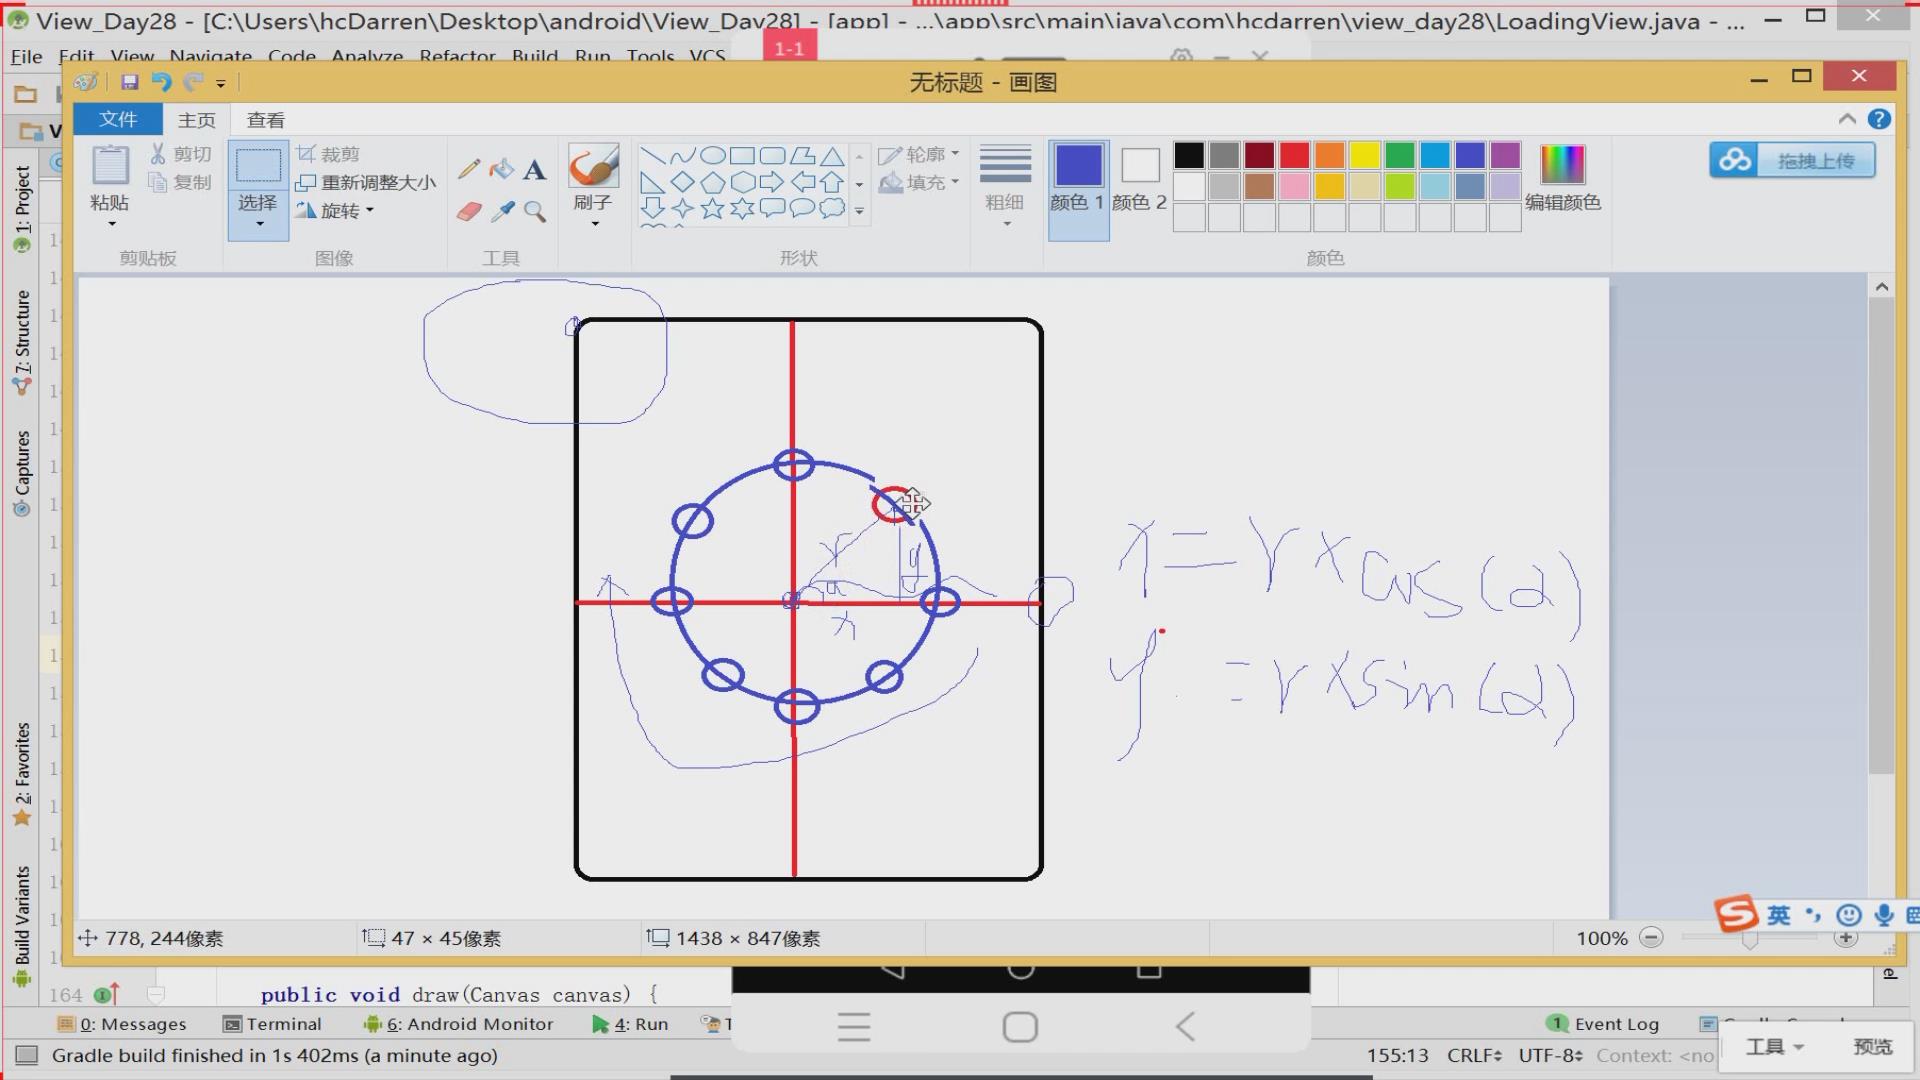 View_Day28 - [C:\Users\hcDarren\Desktop\android\View_Day28] - [app] - ...\app\src\main\java\com\hcdarren\view_day28\LoadingView.java - ...
File Edit View Navigate Code Analyze Refactor Build Run Tools VCS
1-1
无标题 - 画图
文件 主页 查看
剪切
复制
粘贴
剪贴板
选择
裁剪
重新调整大小
旋转
图像
A
工具
刷子
形状
轮廓
填充
粗细
颜色 1
颜色 2
编辑颜色
颜色
拖拽上传
1: Project
7: Structure
Captures
2: Favorites
Build Variants
r
y
α
x
x = r × cos(α)
y = r × sin(α)
778, 244像素
47 × 45像素
1438 × 847像素
100%
英
164
public void draw(Canvas canvas) {
0: Messages Terminal 6: Android Monitor 4: Run
1 Event Log
Gradle build finished in 1s 402ms (a minute ago)
155:13 CRLF UTF-8 Context: <no
工具 预览